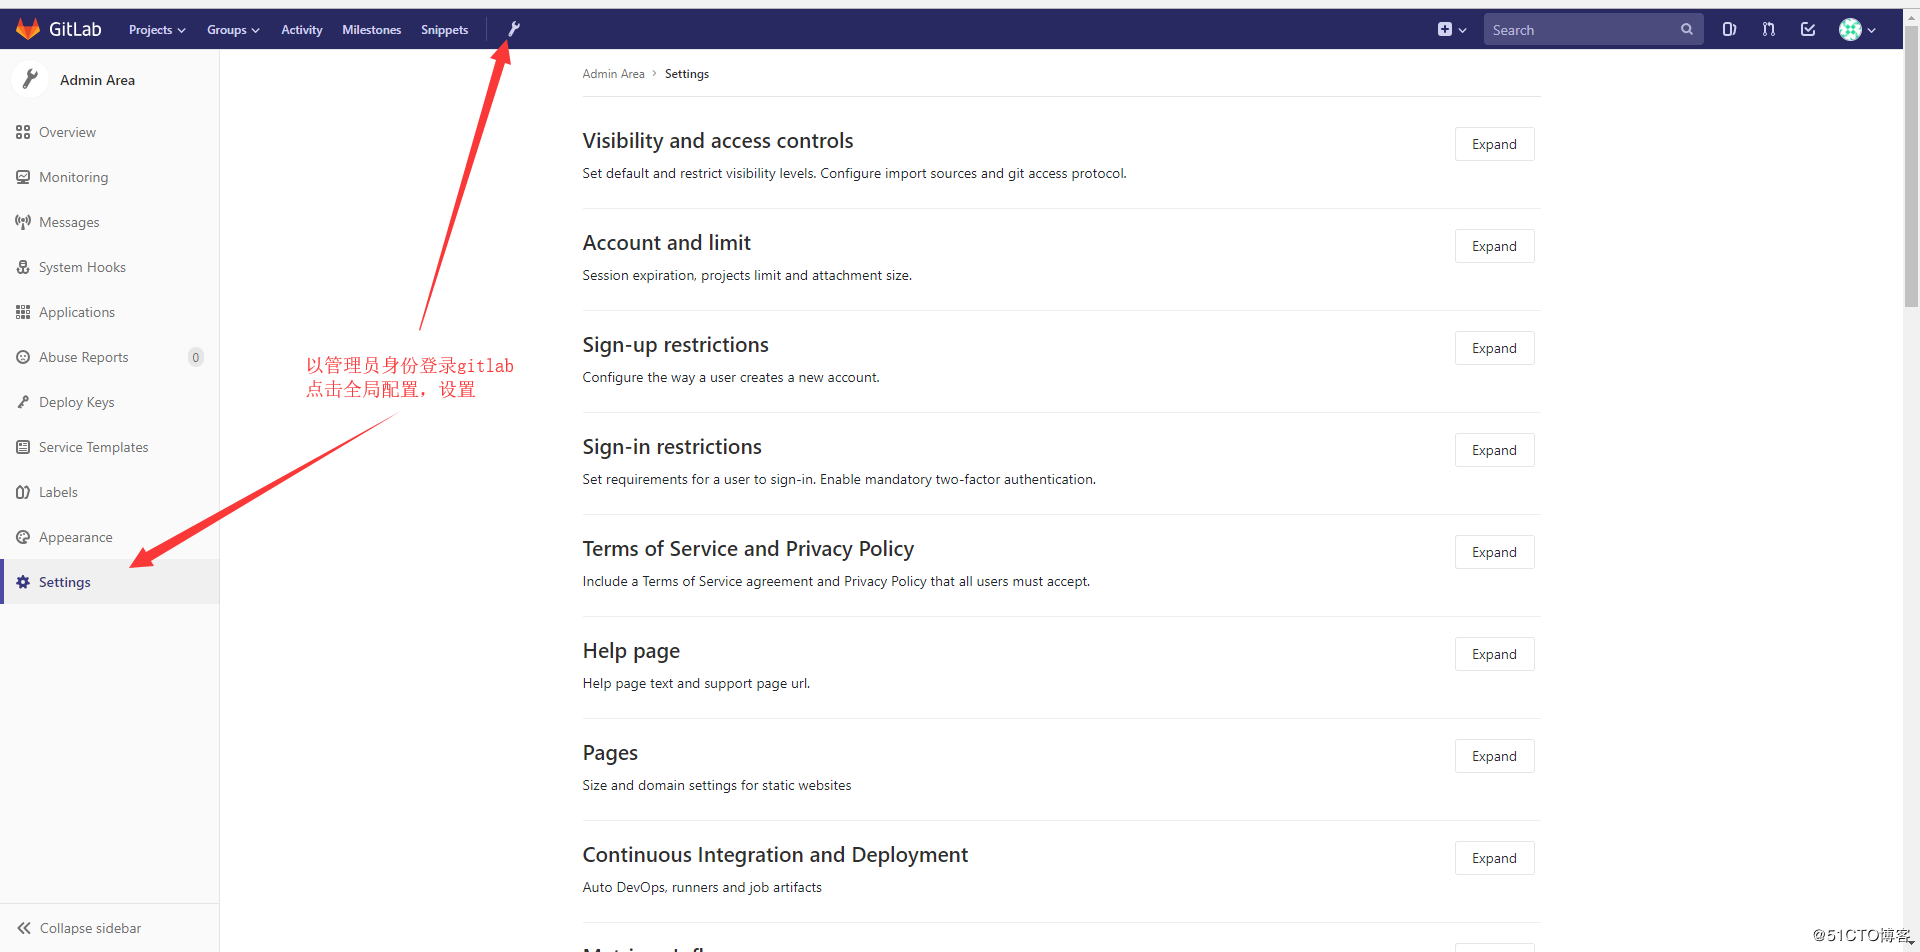 GitLab
Projects
Groups
Activity
Milestones
Snippets
Search
Admin Area
Overview
Monitoring
Messages
System Hooks
Applications
Abuse Reports 0
Deploy Keys
Service Templates
Labels
Appearance
Settings
Collapse sidebar
以管理员身份登录gitlab
点击全局配置，设置
Admin Area › Settings
Visibility and access controls
Expand
Set default and restrict visibility levels. Configure import sources and git access protocol.
Account and limit
Expand
Session expiration, projects limit and attachment size.
Sign-up restrictions
Expand
Configure the way a user creates a new account.
Sign-in restrictions
Expand
Set requirements for a user to sign-in. Enable mandatory two-factor authentication.
Terms of Service and Privacy Policy
Expand
Include a Terms of Service agreement and Privacy Policy that all users must accept.
Help page
Expand
Help page text and support page url.
Pages
Expand
Size and domain settings for static websites
Continuous Integration and Deployment
Expand
Auto DevOps, runners and job artifacts
@51CTO博客